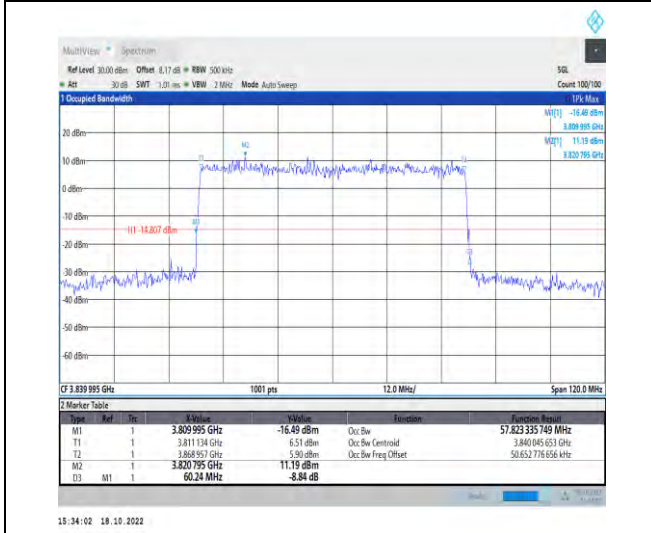 MultiView Spectrum
Ref Level 30.00 dBm Offset 8.17 dB RBW 500 kHz SGL
Att 30 dB SWT 1.01 ms VBW 2 MHz Mode Auto Sweep Count 100/100
1 Occupied Bandwidth 1Pk Max
M1[1] -16.49 dBm
3.809 995 GHz
M2[1] 11.19 dBm
3.820 795 GHz
20 dBm
M2
T1 T2
10 dBm
0 dBm
-10 dBm
M1
H1 -14.807 dBm
-20 dBm
D3
-30 dBm
-40 dBm
-50 dBm
-60 dBm
CF 3.839 995 GHz 1001 pts 12.0 MHz/ Span 120.0 MHz
2 Marker Table
Type Ref Trc X-Value Y-Value Function Function Result
M1 1 3.809 995 GHz -16.49 dBm Occ Bw 57.823 335 749 MHz
T1 1 3.811 134 GHz 6.51 dBm Occ Bw Centroid 3.840 045 653 GHz
T2 1 3.868 957 GHz 5.90 dBm Occ Bw Freq Offset 50.652 776 656 kHz
M2 1 3.820 795 GHz 11.19 dBm
D3 M1 1 60.24 MHz -8.84 dB
15:34:02 18.10.2022